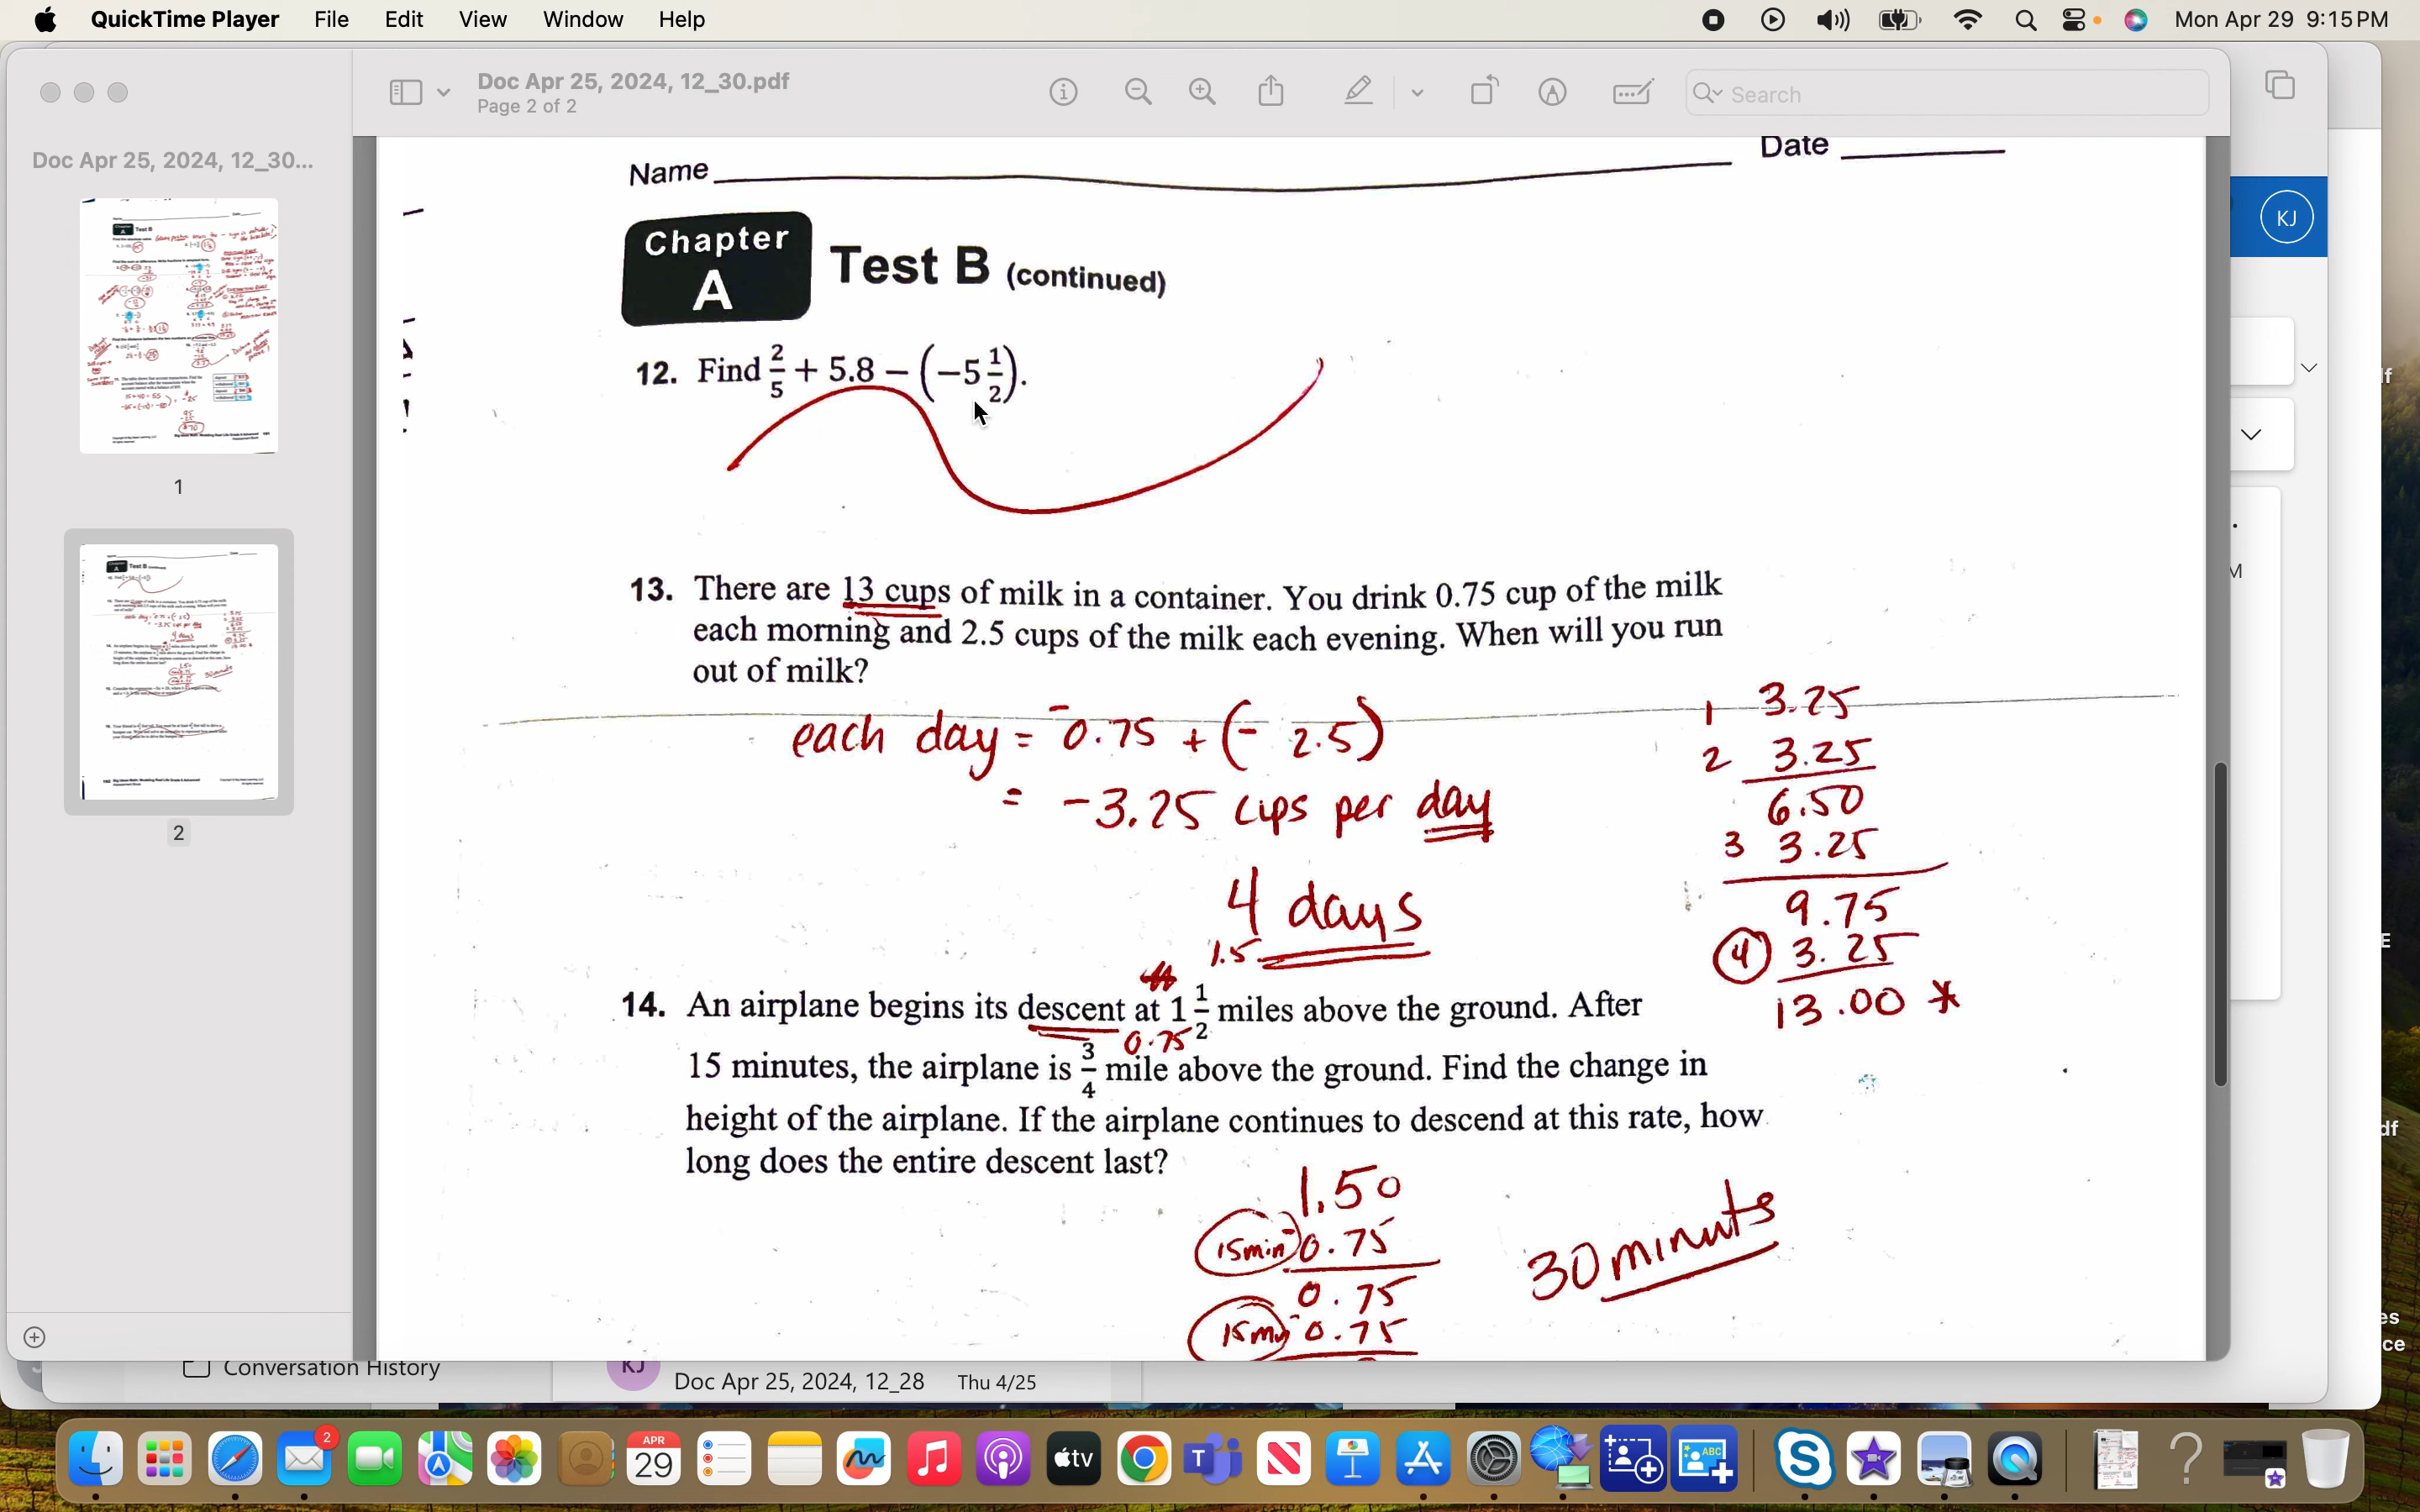 QuickTime Player File Edit View Window Help Mon Apr 29 9:15 PM
Doc Apr 25, 2024, 12_30.pdf
Page 2 of 2
Search
Doc Apr 25, 2024, 12_30...
1
2
KJ
Name Date
Chapter
A
Test B (continued)
12. Find 2/5 + 5.8 − (−5 1/2).
13. There are 13 cups of milk in a container. You drink 0.75 cup of the milk
each morning and 2.5 cups of the milk each evening. When will you run
out of milk?
each day = -0.75 + (- 2.5)
= -3.25 cups per day
4 days
1 3.25
2 3.25
6.50
3 3.25
9.75
4 3.25
13.00 *
1.5
14. An airplane begins its descent at 1 1/2 miles above the ground. After
0.75
15 minutes, the airplane is 3/4 mile above the ground. Find the change in
height of the airplane. If the airplane continues to descend at this rate, how
long does the entire descent last?
1.50
15min -0.75
0.75
15min -0.75
30 minuts
Conversation History
KJ
Doc Apr 25, 2024, 12_28 Thu 4/25
2
APR
29
tv
ABC